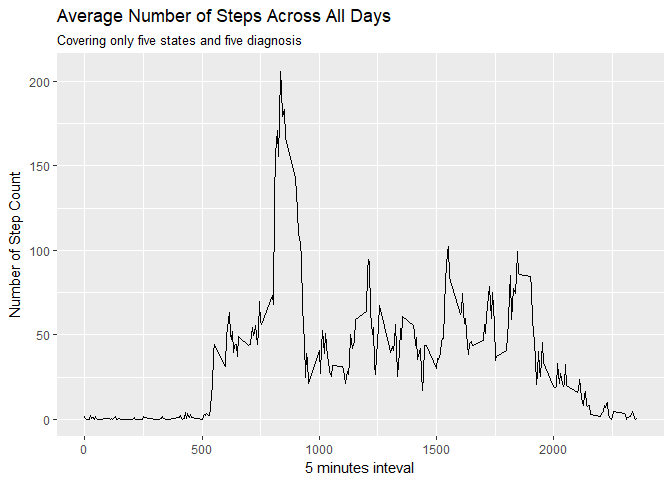 Average Number of Steps Across All Days
Covering only five states and five diagnosis
Number of Step Count
200
150
100
50
0
0 500 1000 1500 2000
5 minutes inteval